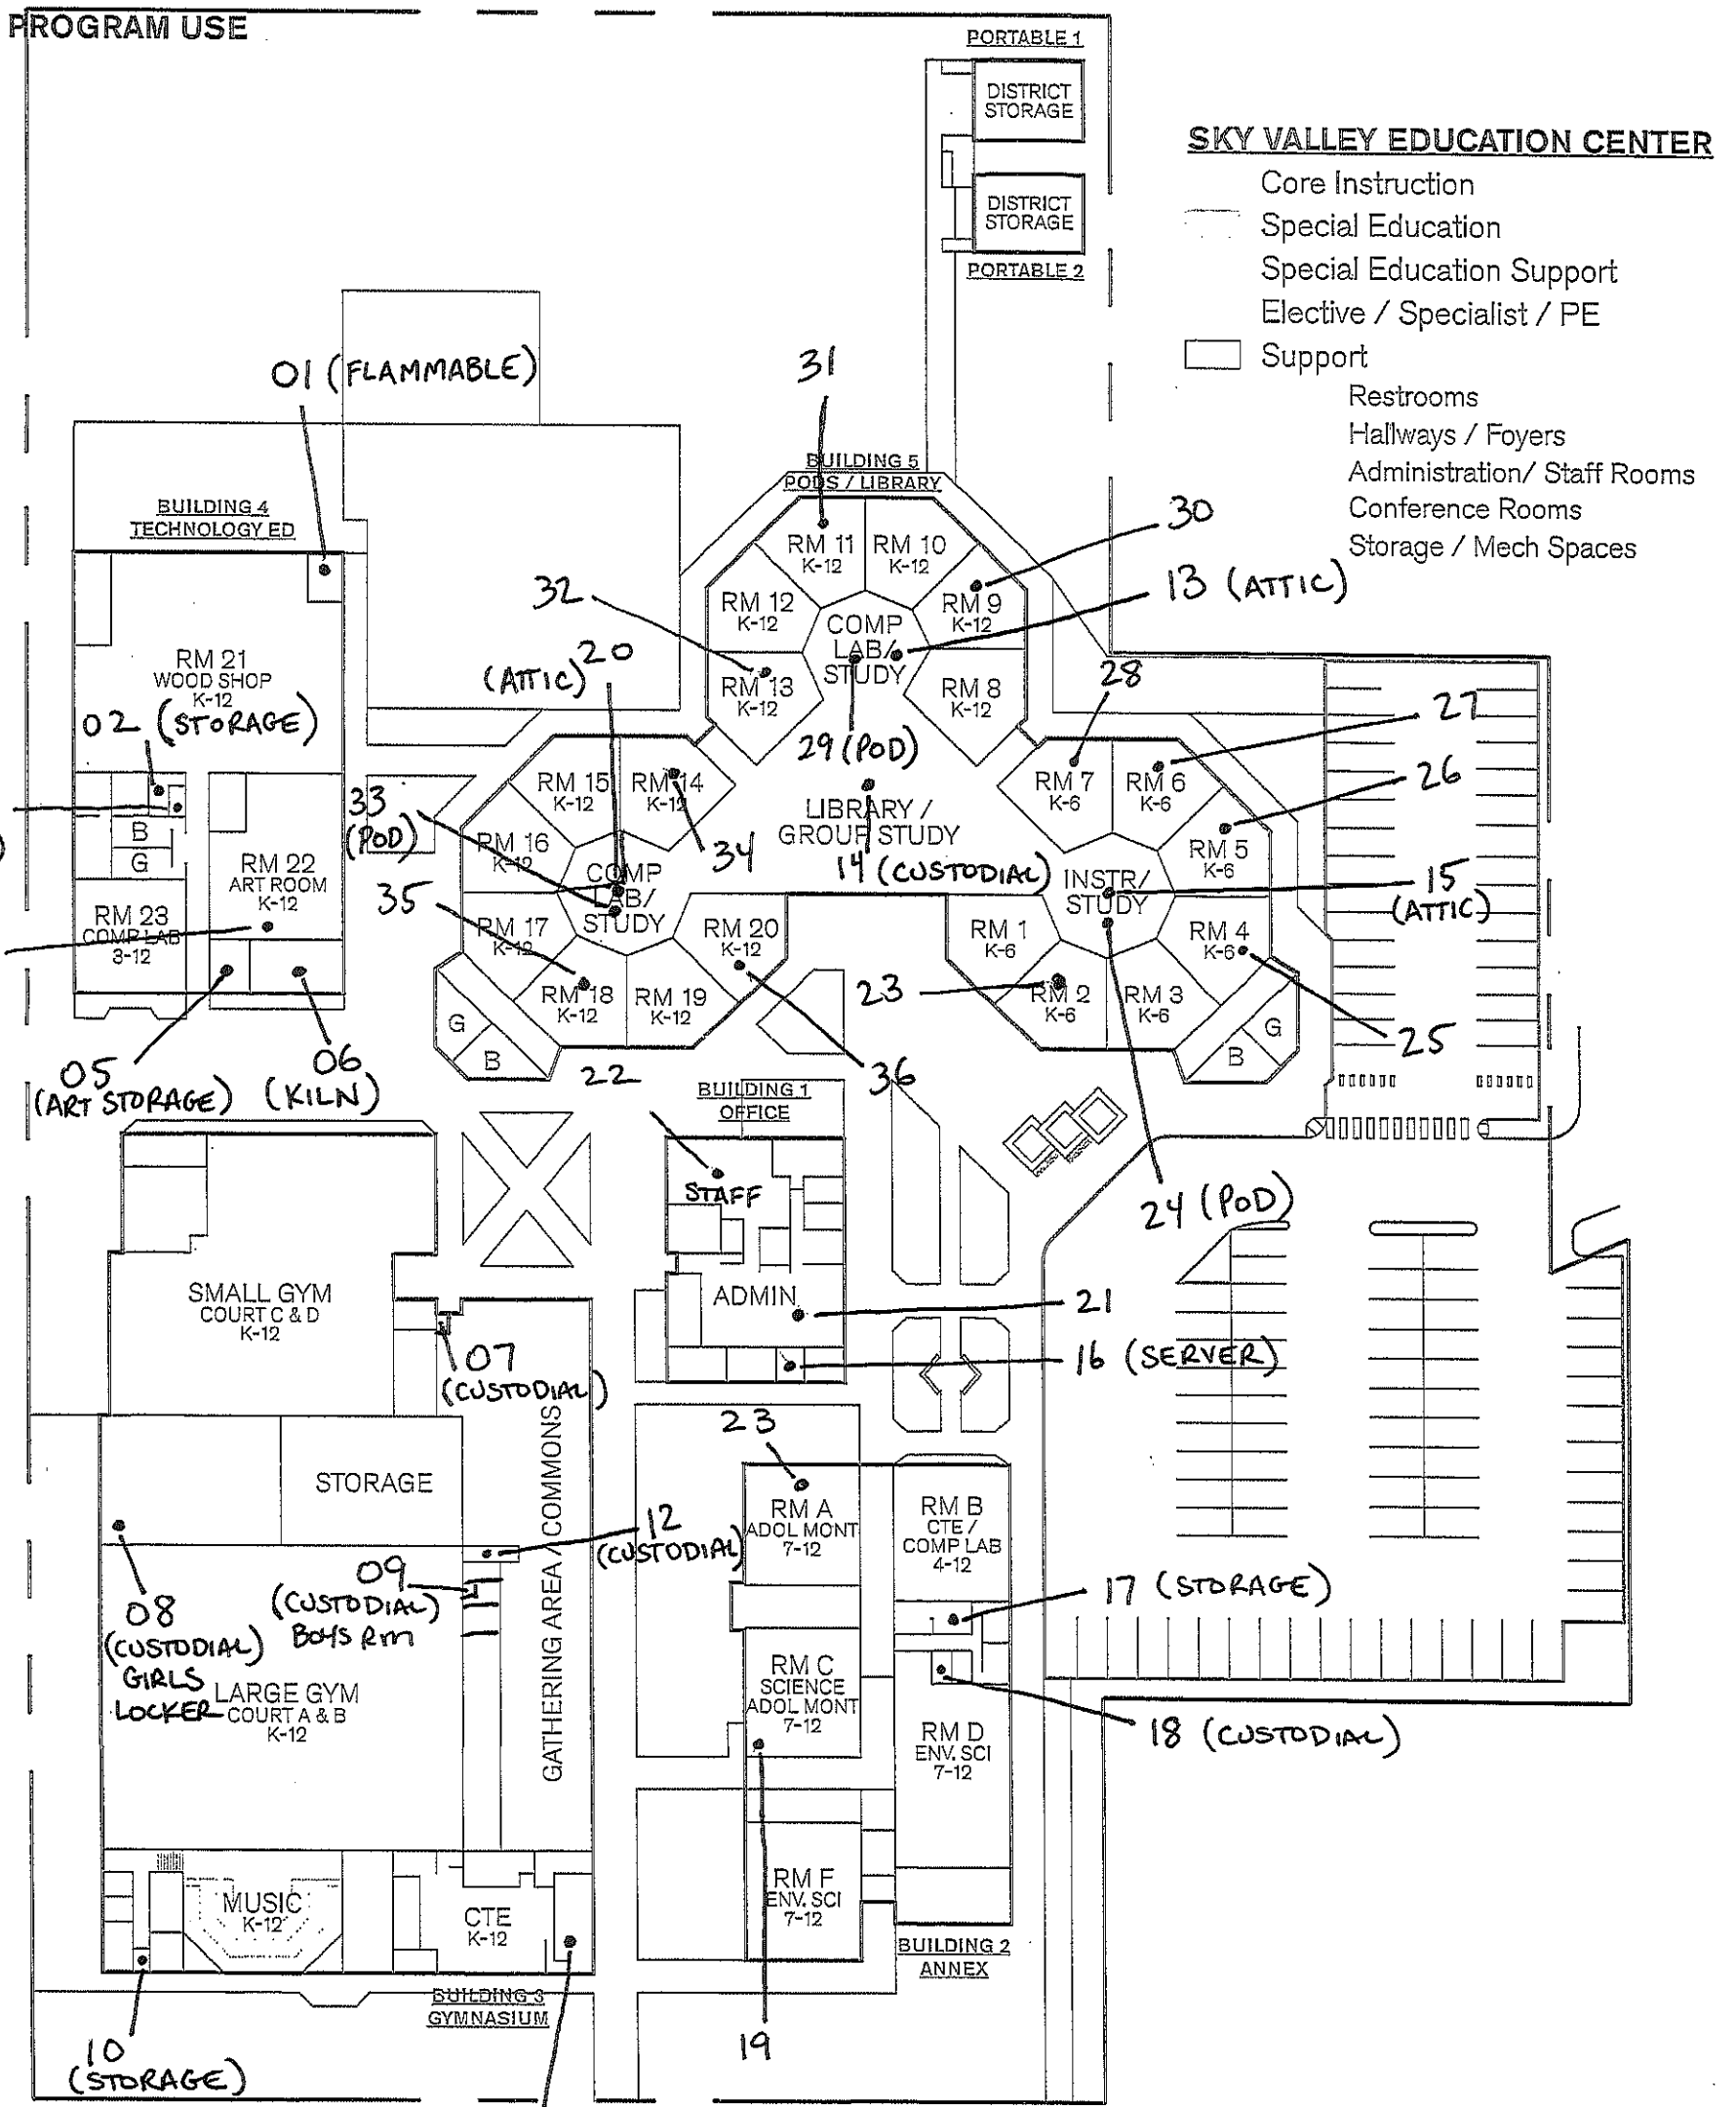 PROGRAM USE
PORTABLE 1
DISTRICT
STORAGE
DISTRICT
STORAGE
PORTABLE 2
SKY VALLEY EDUCATION CENTER
Core Instruction
Special Education
Special Education Support
Elective / Specialist / PE
Support
Restrooms
Hallways / Foyers
Administration/ Staff Rooms
Conference Rooms
Storage / Mech Spaces
01 (FLAMMABLE)
31
BUILDING 5
PODS / LIBRARY
BUILDING 4
TECHNOLOGY ED
30
RM 11
K-12
RM 10
K-12
13 (ATTIC)
32
RM 12
K-12
RM 9
K-12
COMP
LAB/
STUDY
RM 21
WOOD SHOP
K-12
(ATTIC) 20
RM 13
K-12
RM 8
K-12
28
27
02 (STORAGE)
29 (POD)
RM 15
K-12
RM 14
K-12
RM 7
K-6
RM 6
K-6
26
33
(POD)
LIBRARY /
GROUP STUDY
B
G
RM 16
K-12
34
RM 5
K-6
)
RM 22
ART ROOM
K-12
COMP
LAB/
STUDY
14 (CUSTODIAL)
INSTR/
STUDY
15
(ATTIC)
35
RM 23
COMP LAB
3-12
RM 17
K-12
RM 20
K-12
RM 1
K-6
RM 4
K-6
23
RM 18
K-12
RM 19
K-12
RM 2
K-6
RM 3
K-6
G
B
G
B
25
05
(ART STORAGE)
06
(KILN)
22
36
BUILDING 1
OFFICE
STAFF
24 (POD)
SMALL GYM
COURT C & D
K-12
ADMIN
21
07
(CUSTODIAL)
16 (SERVER)
23
STORAGE
GATHERING AREA / COMMONS
RM A
ADOL MONT
7-12
RM B
CTE /
COMP LAB
4-12
12
(CUSTODIAL)
09
(CUSTODIAL)
BOYS RM
17 (STORAGE)
08
(CUSTODIAL)
GIRLS
LOCKER
LARGE GYM
COURT A & B
K-12
RM C
SCIENCE
ADOL MONT
7-12
18 (CUSTODIAL)
RM D
ENV. SCI
7-12
MUSIC
K-12
CTE
K-12
RM F
ENV. SCI
7-12
BUILDING 2
ANNEX
BUILDING 3
GYMNASIUM
19
10
(STORAGE)